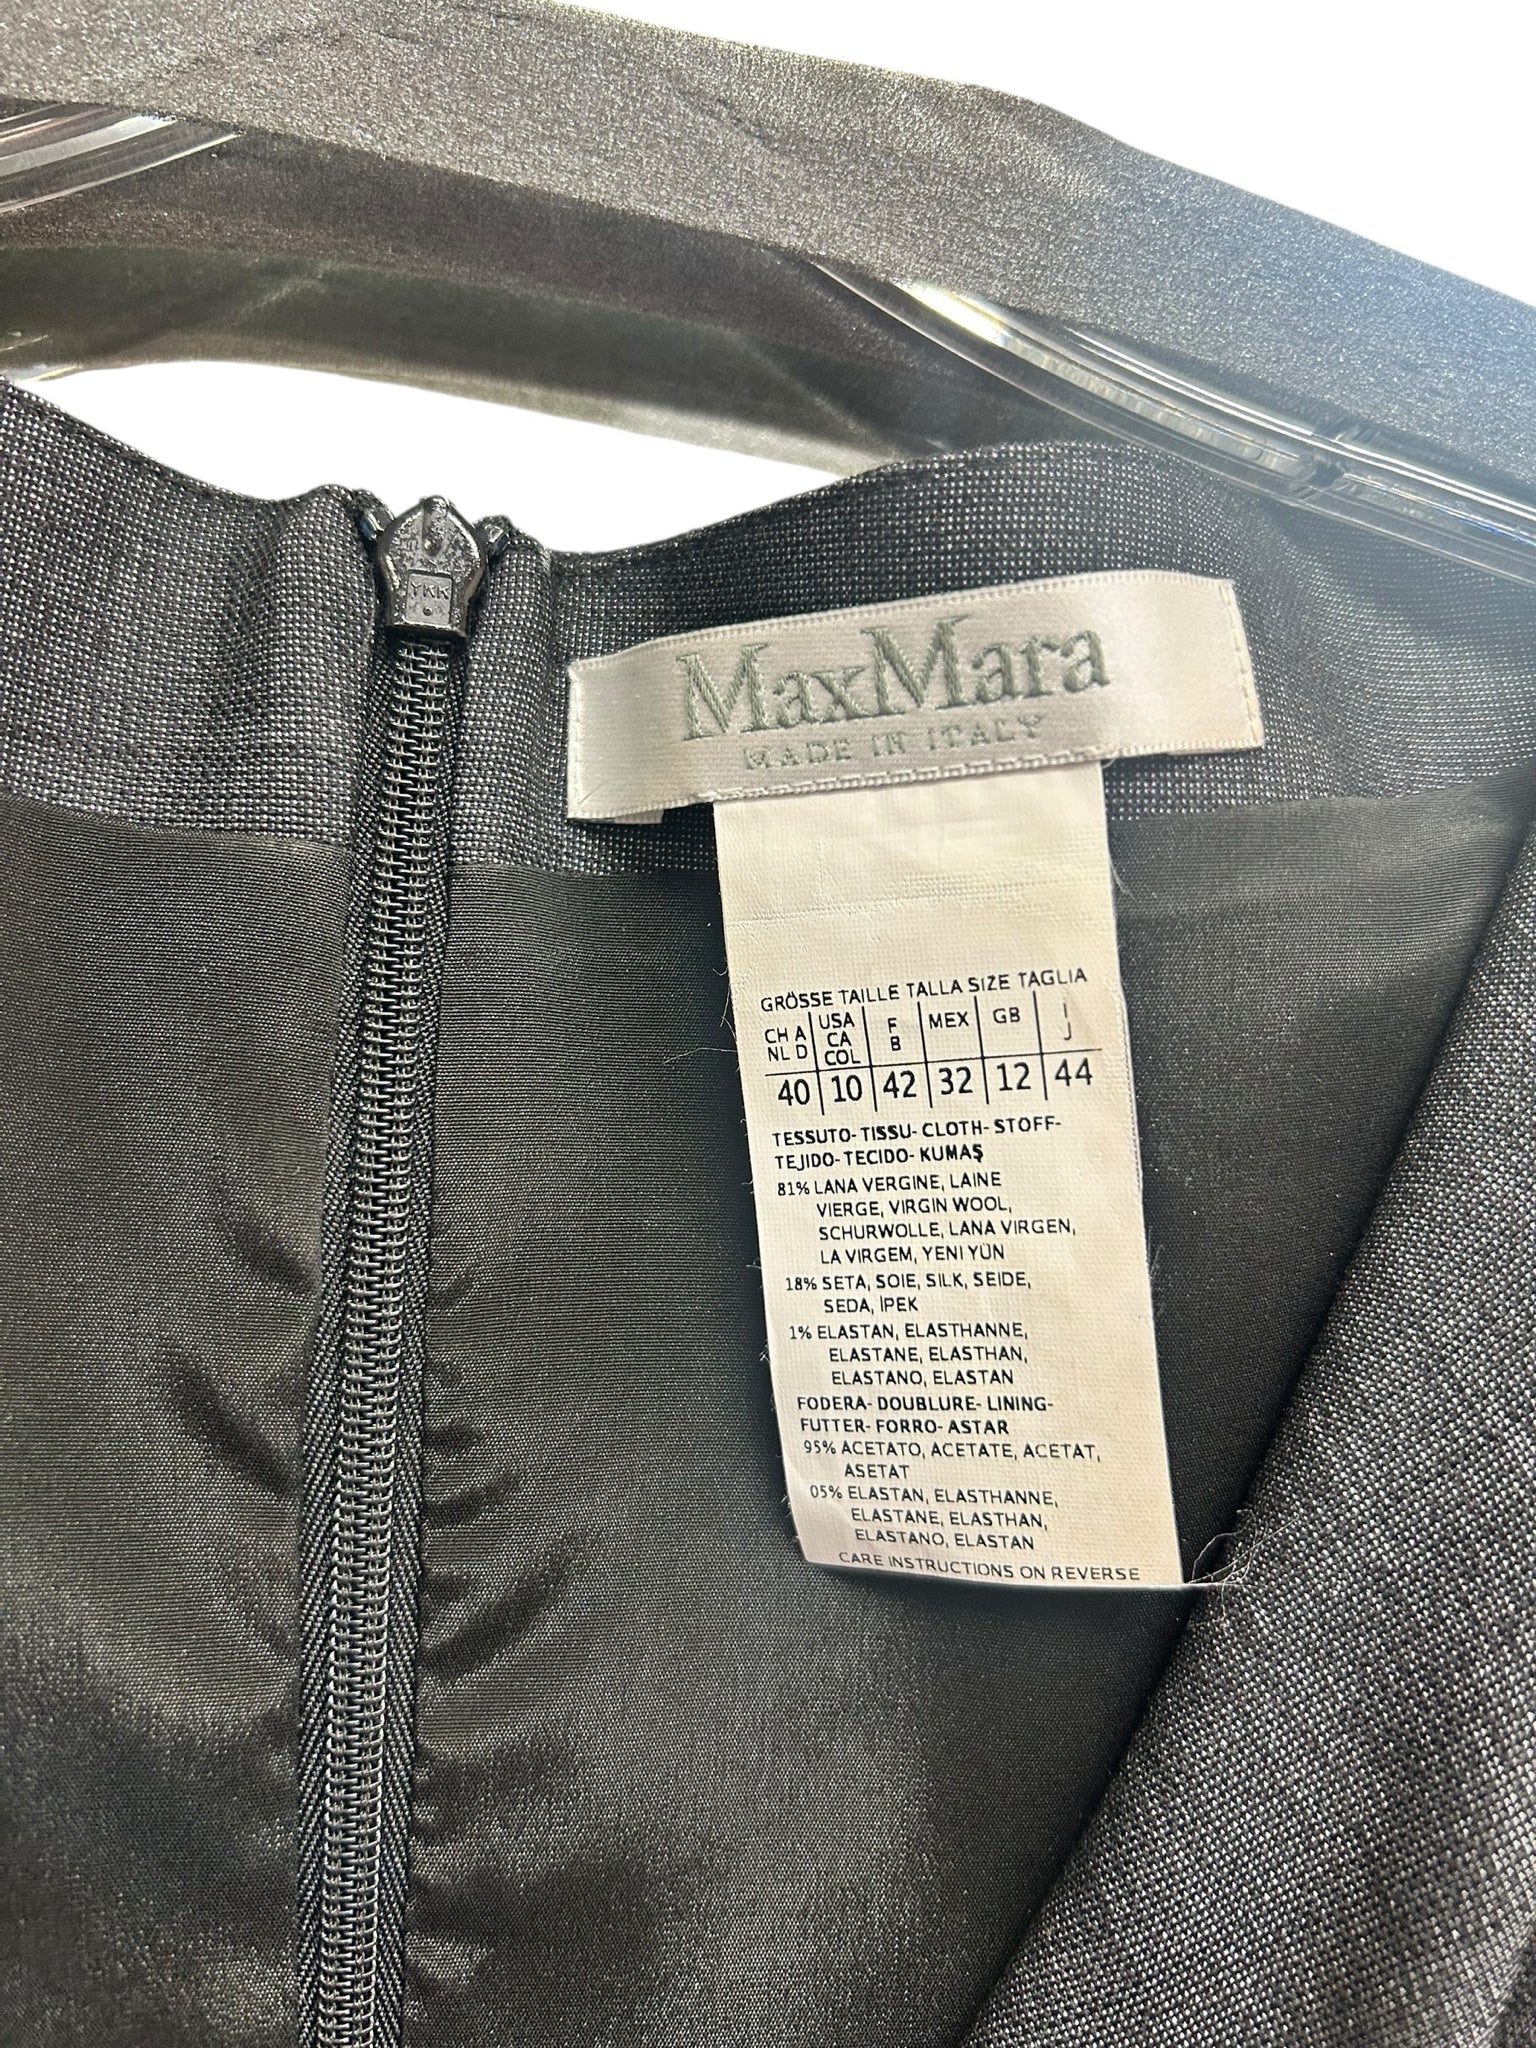 YKK
MaxMara
MADE IN ITALY
GRÖSSE TAILLE TALLA SIZE TAGLIA
CH A NL D USA CA COL F B MEX GB I J
40 10 42 32 12 44
TESSUTO- TISSU- CLOTH- STOFF-
TEJIDO- TECIDO- KUMAŞ
81% LANA VERGINE, LAINE
VIERGE, VIRGIN WOOL,
SCHURWOLLE, LANA VIRGEN,
LA VIRGEM, YENI YÜN
18% SETA, SOIE, SILK, SEIDE,
SEDA, İPEK
1% ELASTAN, ELASTHANNE,
ELASTANE, ELASTHAN,
ELASTANO, ELASTAN
FODERA- DOUBLURE- LINING-
FUTTER- FORRO- ASTAR
95% ACETATO, ACETATE, ACETAT,
ASETAT
05% ELASTAN, ELASTHANNE,
ELASTANE, ELASTHAN,
ELASTANO, ELASTAN
CARE INSTRUCTIONS ON REVERSE